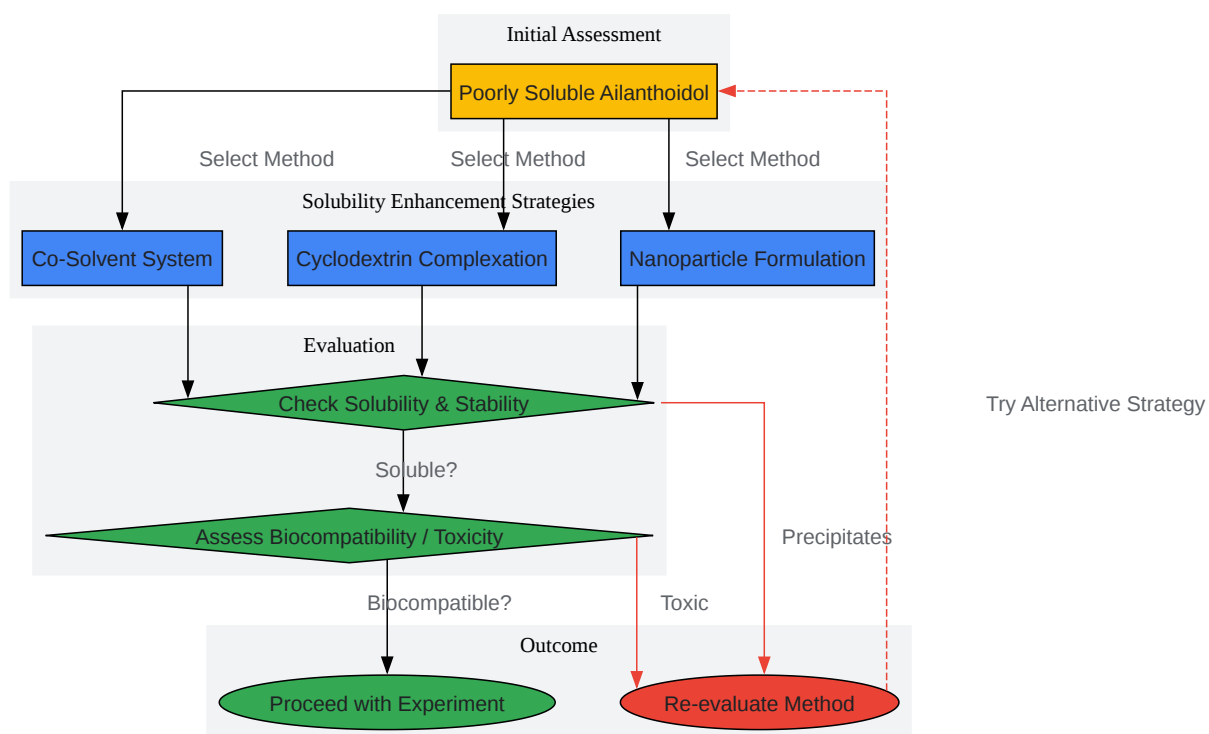 Initial Assessment
Poorly Soluble Ailanthoidol
Select Method
Select Method
Select Method
Solubility Enhancement Strategies
Co-Solvent System
Cyclodextrin Complexation
Nanoparticle Formulation
Evaluation
Check Solubility & Stability
Try Alternative Strategy
Soluble?
Assess Biocompatibility / Toxicity
Precipitates
Biocompatible?
Toxic
Outcome
Proceed with Experiment
Re-evaluate Method